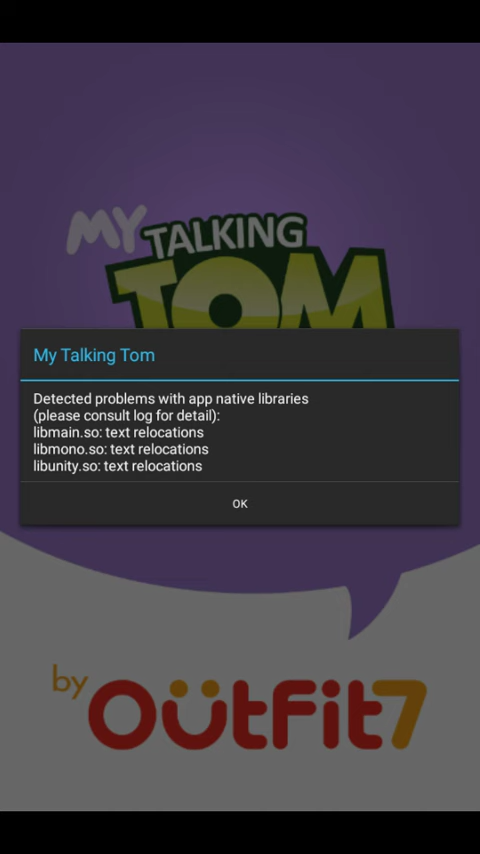 MY
TALKING
TOM
My Talking Tom
Detected problems with app native libraries
(please consult log for detail):
libmain.so: text relocations
libmono.so: text relocations
libunity.so: text relocations
OK
by
Outfit7